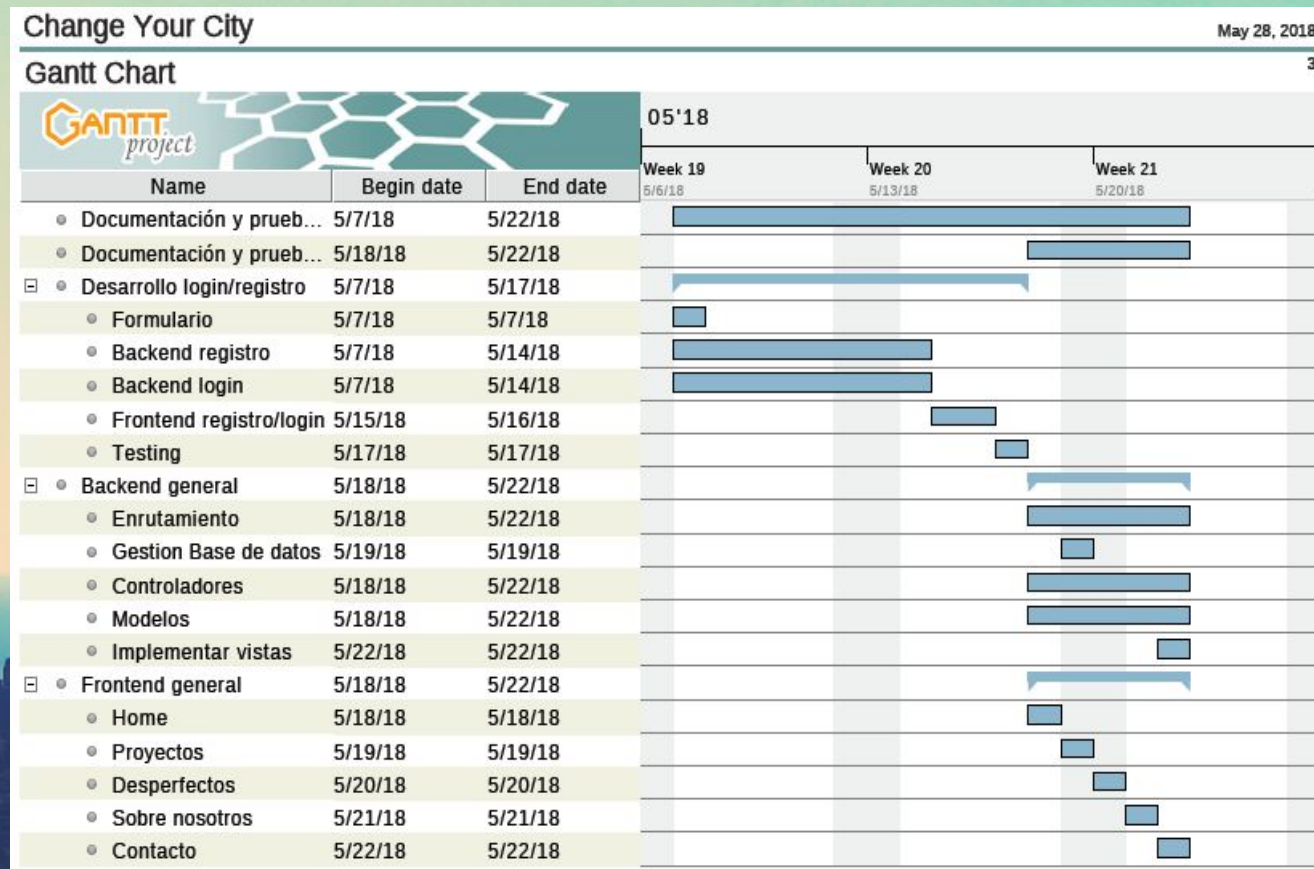 Change Your City
May 28, 2018
Gantt Chart
3
GANTT
project
05'18
Week 19 Week 20 Week 21
5/6/18 5/13/18 5/20/18
Name Begin date End date
Documentación y prueb... 5/7/18 5/22/18
Documentación y prueb... 5/18/18 5/22/18
Desarrollo login/registro 5/7/18 5/17/18
Formulario 5/7/18 5/7/18
Backend registro 5/7/18 5/14/18
Backend login 5/7/18 5/14/18
Frontend registro/login 5/15/18 5/16/18
Testing 5/17/18 5/17/18
Backend general 5/18/18 5/22/18
Enrutamiento 5/18/18 5/22/18
Gestion Base de datos 5/19/18 5/19/18
Controladores 5/18/18 5/22/18
Modelos 5/18/18 5/22/18
Implementar vistas 5/22/18 5/22/18
Frontend general 5/18/18 5/22/18
Home 5/18/18 5/18/18
Proyectos 5/19/18 5/19/18
Desperfectos 5/20/18 5/20/18
Sobre nosotros 5/21/18 5/21/18
Contacto 5/22/18 5/22/18